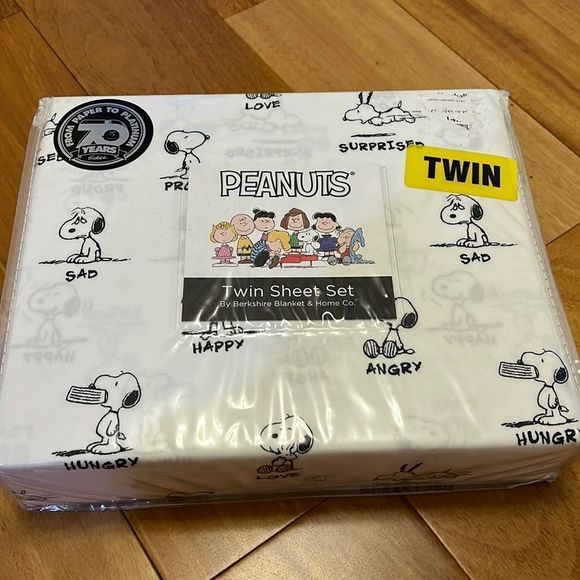 LOVE
FROM PAPER TO PLATINUM
70
YEARS
SURPRISED
TWIN
PEANUTS®
SAD
SAD
Twin Sheet Set
By Berkshire Blanket & Home Co.
HAPPY
HAPPY
ANGRY
HUNGRY
HUNGRY
LOVE